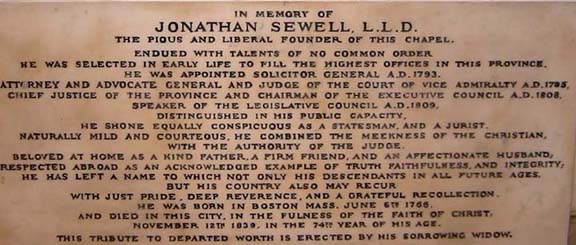 IN MEMORY OF
JONATHAN SEWELL, L.L.D.
THE PIOUS AND LIBERAL FOUNDER OF THIS CHAPEL.
ENDUED WITH TALENTS OF NO COMMON ORDER
HE WAS SELECTED IN EARLY LIFE TO FILL THE HIGHEST OFFICES IN THIS PROVINCE.
HE WAS APPOINTED SOLICITOR GENERAL A.D. 1793.
ATTORNEY AND ADVOCATE GENERAL AND JUDGE OF THE COURT OF VICE ADMIRALTY A.D. 1795,
CHIEF JUSTICE OF THE PROVINCE AND CHAIRMAN OF THE EXECUTIVE COUNCIL A.D. 1808,
SPEAKER OF THE LEGISLATIVE COUNCIL A.D. 1809,
DISTINGUISHED IN HIS PUBLIC CAPACITY,
HE SHONE EQUALLY CONSPICUOUS AS A STATESMAN, AND A JURIST.
NATURALLY MILD AND COURTEOUS, HE COMBINED THE MEEKNESS OF THE CHRISTIAN,
WITH THE AUTHORITY OF THE JUDGE.
BELOVED AT HOME AS A KIND FATHER, A FIRM FRIEND, AND AN AFFECTIONATE HUSBAND;
RESPECTED ABROAD AS AN ACKNOWLEDGED EXAMPLE OF TRUTH FAITHFULNESS, AND INTEGRITY;
HE HAS LEFT A NAME TO WHICH NOT ONLY HIS DESCENDANTS IN ALL FUTURE AGES.
BUT HIS COUNTRY ALSO MAY RECUR
WITH JUST PRIDE, DEEP REVERENCE, AND A GRATEFUL RECOLLECTION.
HE WAS BORN IN BOSTON MASS. JUNE 6TH 1766.
AND DIED IN THIS CITY, IN THE FULNESS OF THE FAITH OF CHRIST,
NOVEMBER 12TH 1839. IN THE 74TH YEAR OF HIS AGE.
THIS TRIBUTE TO DEPARTED WORTH IS ERECTED BY HIS SORROWING WIDOW.